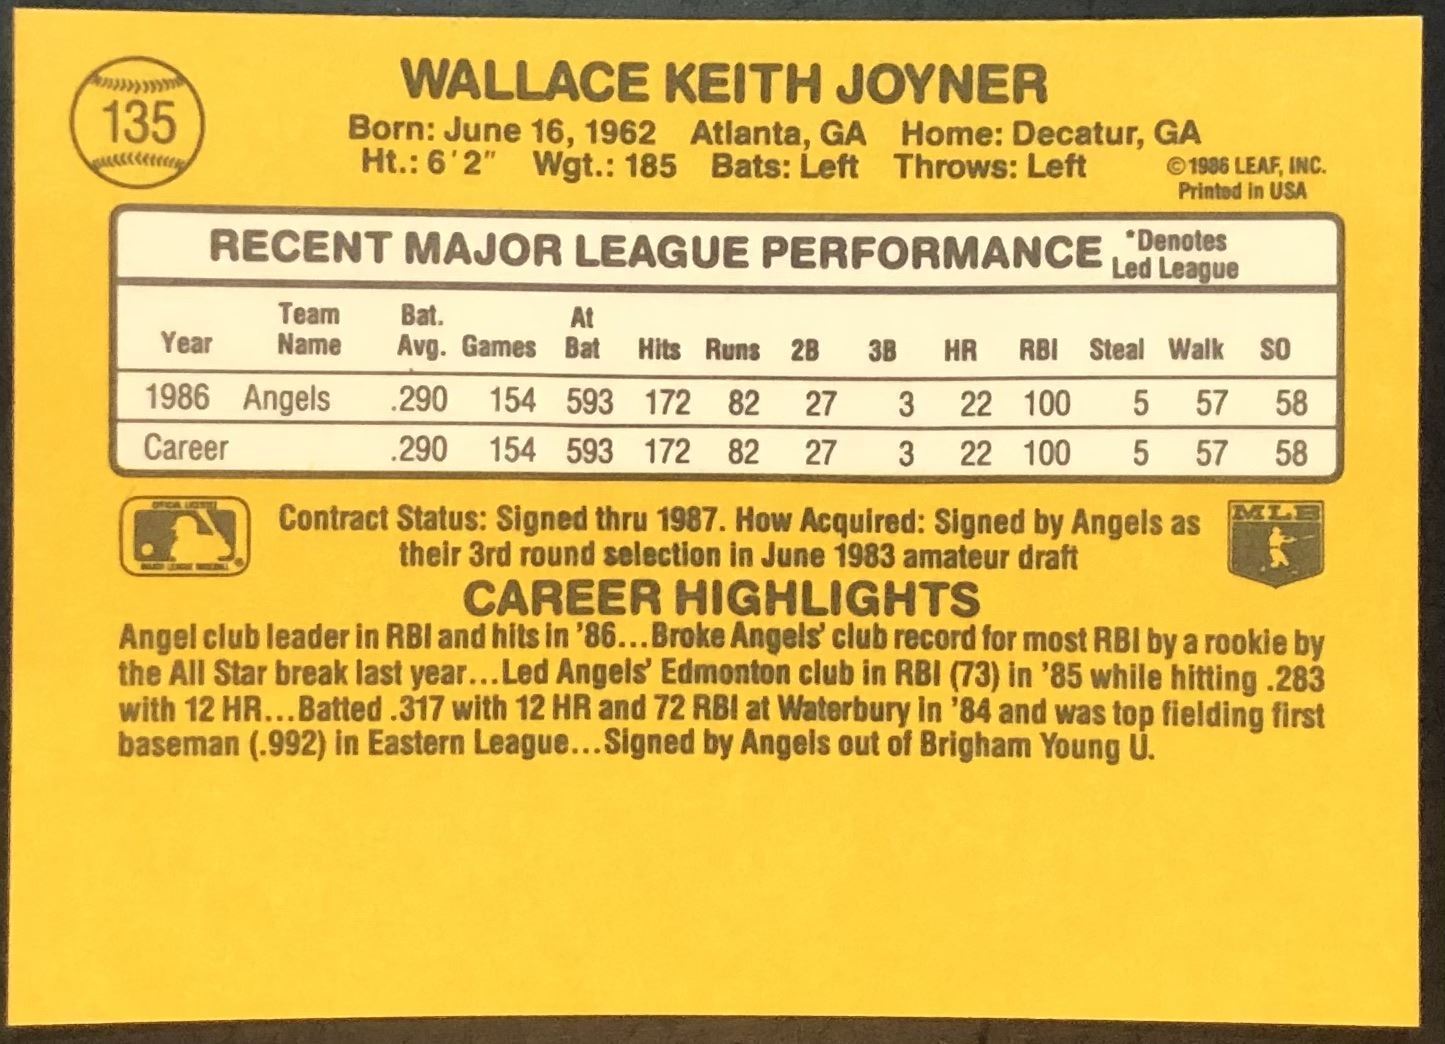 135
WALLACE KEITH JOYNER
Born: June 16, 1962 Atlanta, GA Home: Decatur, GA
Ht.: 6'2" Wgt.: 185 Bats: Left Throws: Left
©1986 LEAF, INC.
Printed in USA
RECENT MAJOR LEAGUE PERFORMANCE *Denotes
Led League
Year Team Name Bat. Avg. Games At Bat Hits Runs 2B 3B HR RBI Steal Walk SO
1986 Angels .290 154 593 172 82 27 3 22 100 5 57 58
Career .290 154 593 172 82 27 3 22 100 5 57 58
Contract Status: Signed thru 1987. How Acquired: Signed by Angels as
their 3rd round selection in June 1983 amateur draft
MLB
CAREER HIGHLIGHTS
Angel club leader in RBI and hits in '86...Broke Angels' club record for most RBI by a rookie by
the All Star break last year...Led Angels' Edmonton club in RBI (73) in '85 while hitting .283
with 12 HR...Batted .317 with 12 HR and 72 RBI at Waterbury in '84 and was top fielding first
baseman (.992) in Eastern League...Signed by Angels out of Brigham Young U.